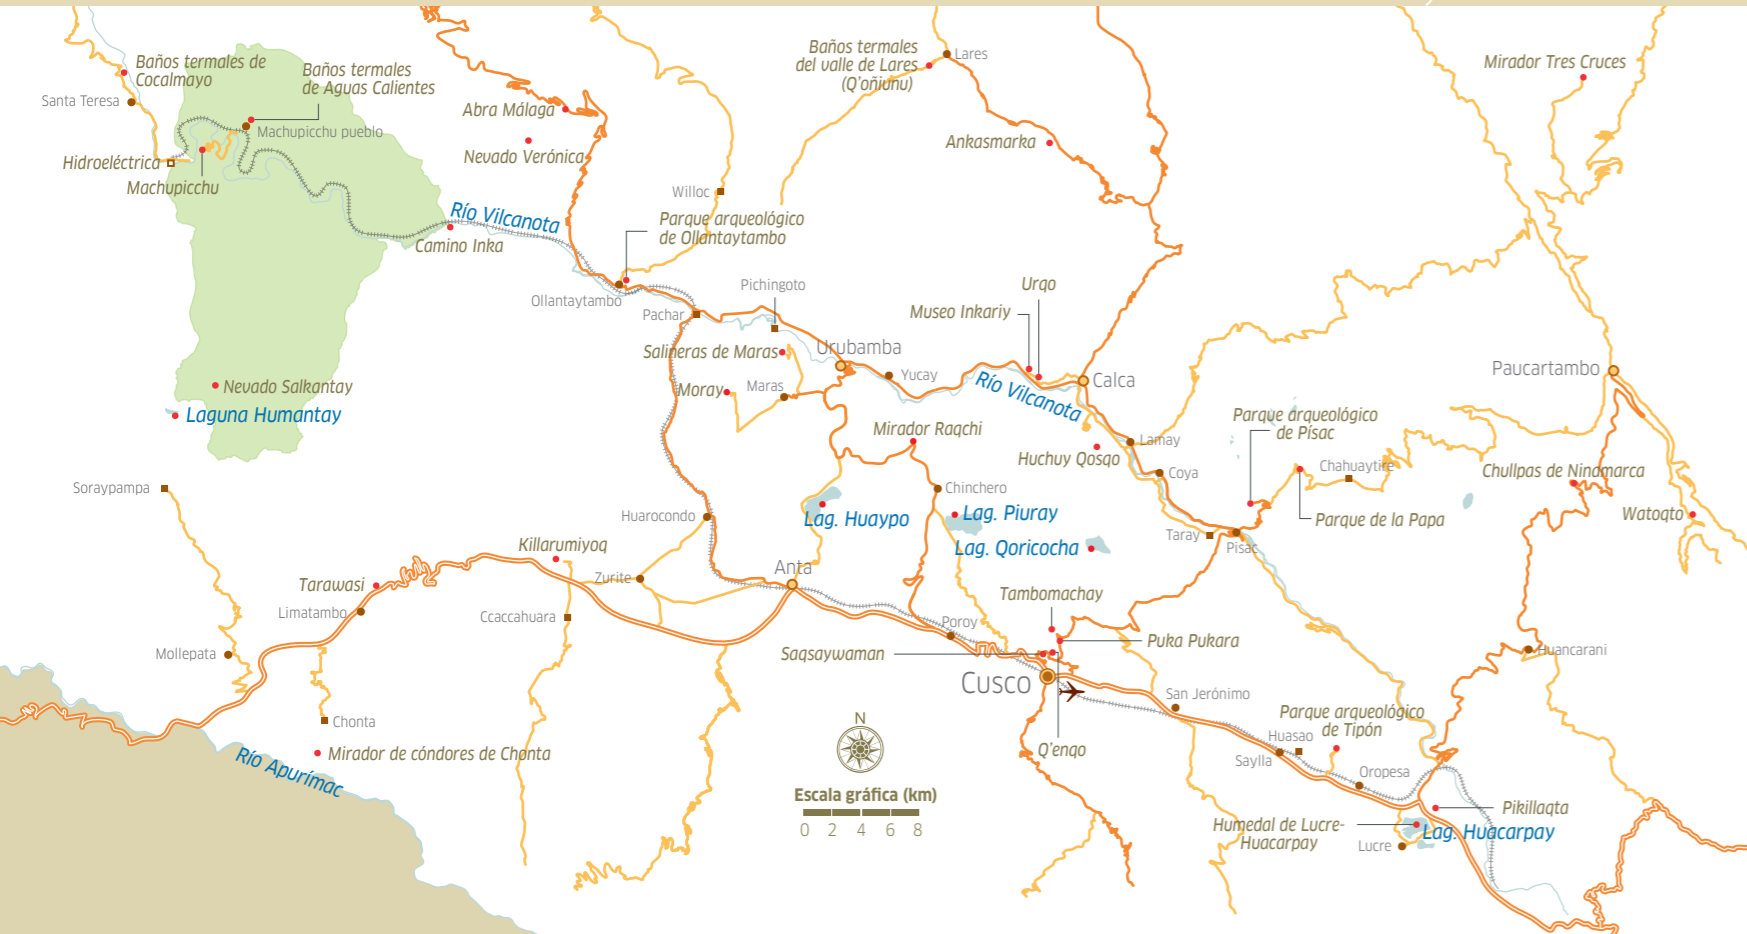 Baños termales de
Cocalmayo
Santa Teresa
Hidroeléctrica
Machupicchu
Baños termales
de Aguas Calientes
Machupicchu pueblo
Abra Málaga
Nevado Verónica
Río Vilcanota
Camino Inka
Willoc
Parque arqueológico
de Ollantaytambo
Ollantaytambo
Pachar
Pichingoto
Baños termales
del valle de Lares
(Q'oñiunu)
Lares
Ankasmarka
Mirador Tres Cruces
Urqo
Museo Inkariy
Salineras de Maras
Urubamba
Yucay
Moray
Maras
Río Vilcanota
Calca
Paucartambo
Nevado Salkantay
Laguna Humantay
Mirador Raqchi
Huchuy Qosqo
Lamay
Coya
Parque arqueológico
de Písac
Chahuaytire
Parque de la Papa
Chullpas de Ninamarca
Watoqto
Soraypampa
Huarocondo
Lag. Huaypo
Chinchero
Lag. Piuray
Lag. Qoricocha
Taray
Pisac
Killarumiyoq
Tarawasi
Limatambo
Zurite
Anta
Ccaccahuara
Poroy
Tambomachay
Puka Pukara
Saqsaywaman
Cusco
Mollepata
Chonta
Mirador de cóndores de Chonta
Río Apurímac
Q'enqo
San Jerónimo
Huancarani
Parque arqueológico
de Tipón
Huasao
Saylla
Oropesa
Pikillaqta
Humedal de Lucre-
Huacarpay
Lag. Huacarpay
Lucre
N
Escala gráfica (km)
0 2 4 6 8